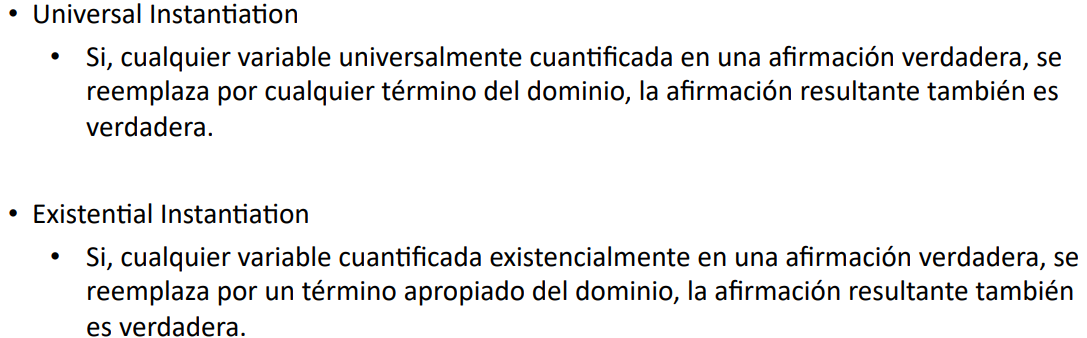 • Universal Instantiation
• Si, cualquier variable universalmente cuantificada en una afirmación verdadera, se
reemplaza por cualquier término del dominio, la afirmación resultante también es
verdadera.
• Existential Instantiation
• Si, cualquier variable cuantificada existencialmente en una afirmación verdadera, se
reemplaza por un término apropiado del dominio, la afirmación resultante también
es verdadera.